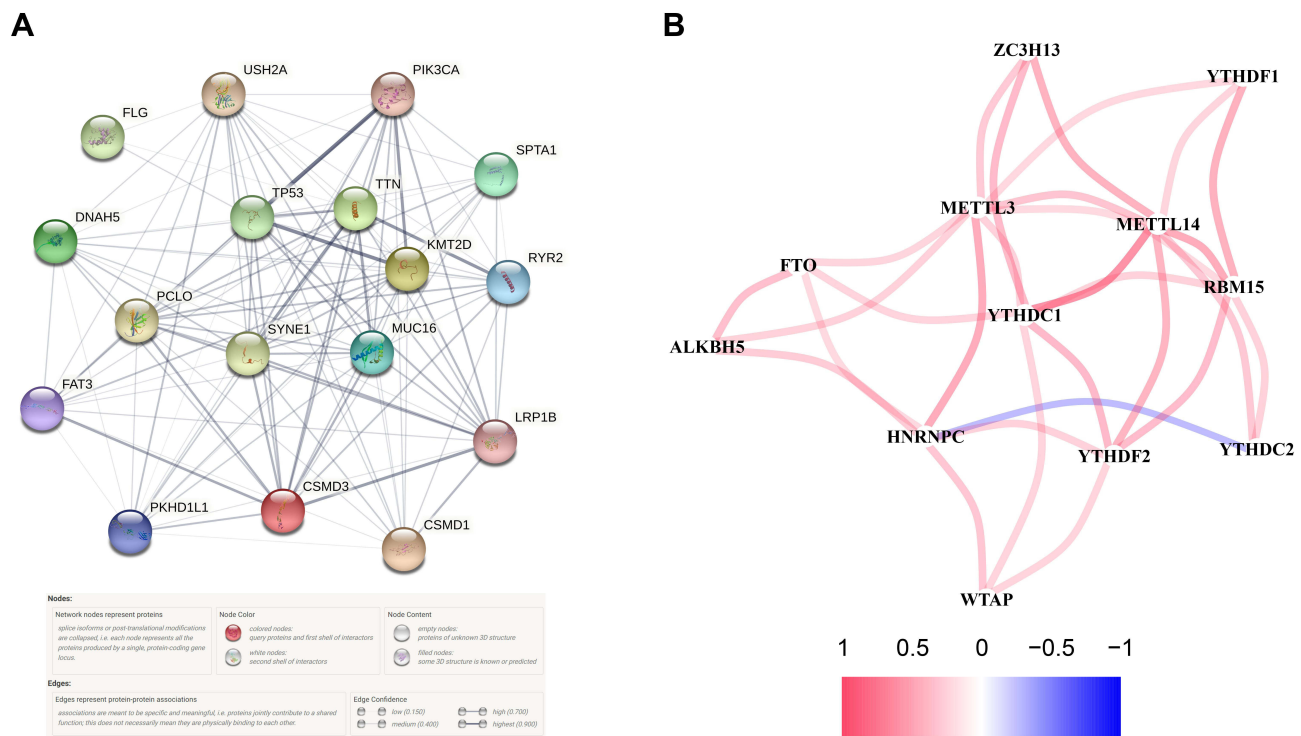 A
B
USH2A
PIK3CA
FLG
SPTA1
TP53
TTN
DNAH5
KMT2D
RYR2
PCLO
SYNE1
MUC16
FAT3
LRP1B
CSMD3
PKHD1L1
CSMD1
Nodes:
Network nodes represent proteins
splice isoforms or post-translational modifications
are collapsed, i.e. each node represents all the
proteins produced by a single, protein-coding gene
locus.
Node Color
colored nodes:
query proteins and first shell of interactors
white nodes:
second shell of interactors
Node Content
empty nodes:
proteins of unknown 3D structure
filled nodes:
some 3D structure is known or predicted
Edges:
Edges represent protein-protein associations
associations are meant to be specific and meaningful, i.e. proteins jointly contribute to a shared
function; this does not necessarily mean they are physically binding to each other.
Edge Confidence
low (0.150)
medium (0.400)
high (0.700)
highest (0.900)
ZC3H13
YTHDF1
METTL3
METTL14
FTO
RBM15
YTHDC1
ALKBH5
HNRNPC
YTHDF2
YTHDC2
WTAP
1 0.5 0 −0.5 −1